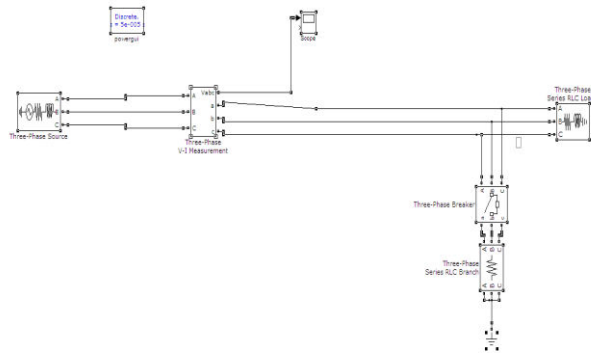 Discrete,
= 5e-005
powergui
Scope
A
B
C
Three-Phase Source
A
B
C
Vabc
a
b
c
Three-Phase
V-I Measurement
Three-Phase
Series RLC Loa
A
B
C
Three-Phase Breaker
A
B
C
a
b
c
Three-Phase
Series RLC Branch
A
B
C
A
B
C